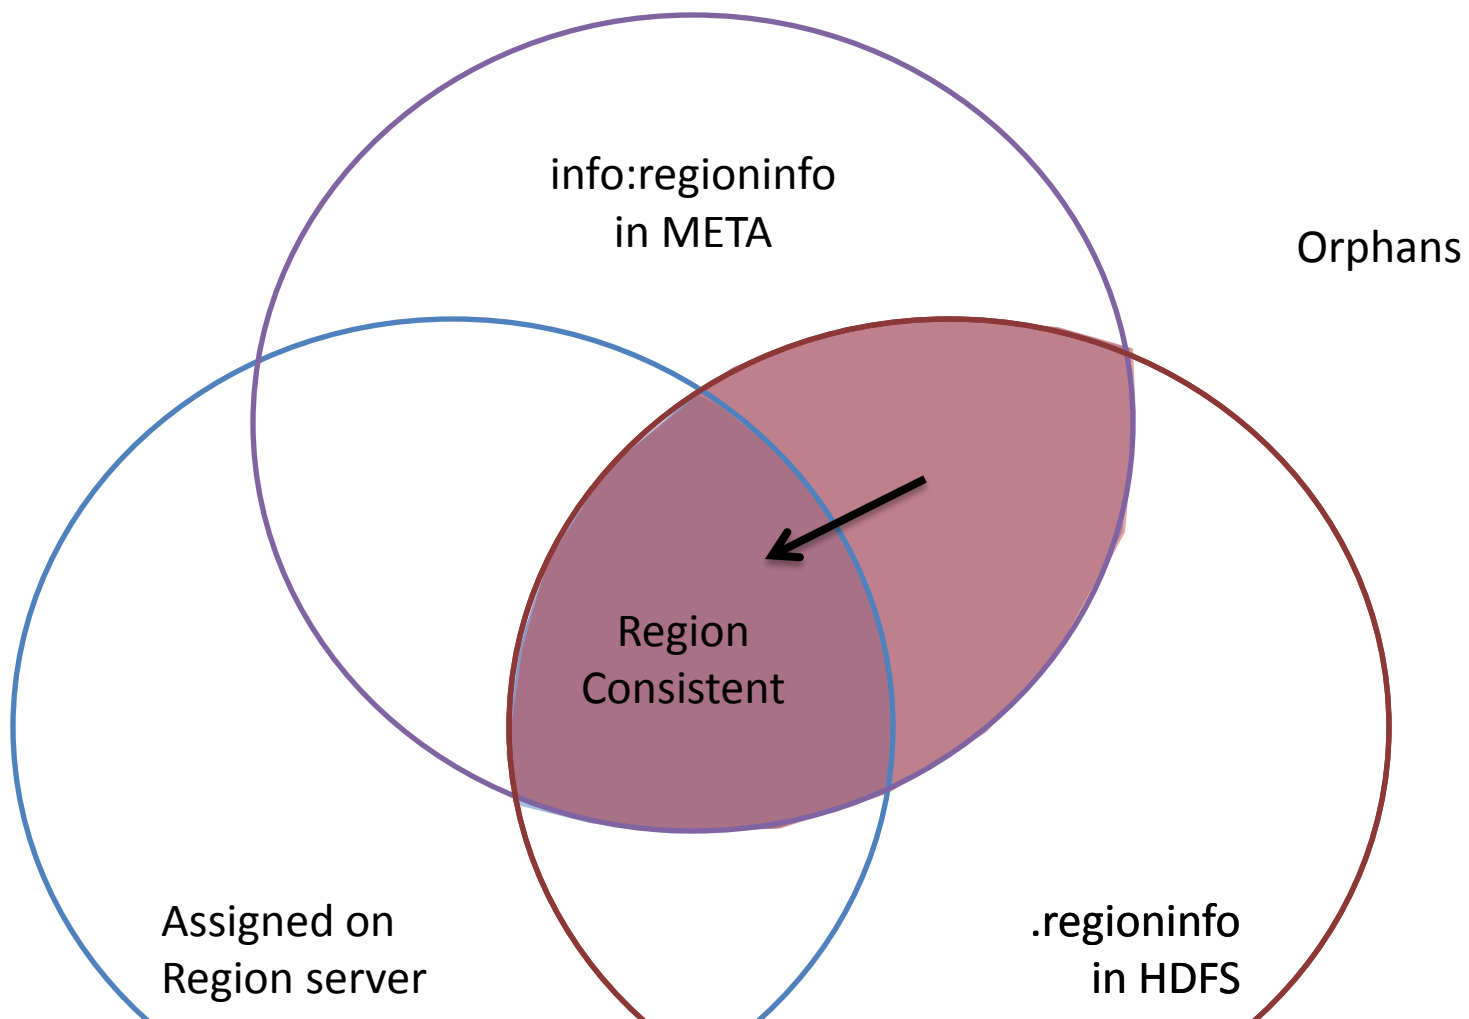 info:regioninfo
in META
Orphans
Region
Consistent
Assigned on
Region server
.regioninfo
in HDFS